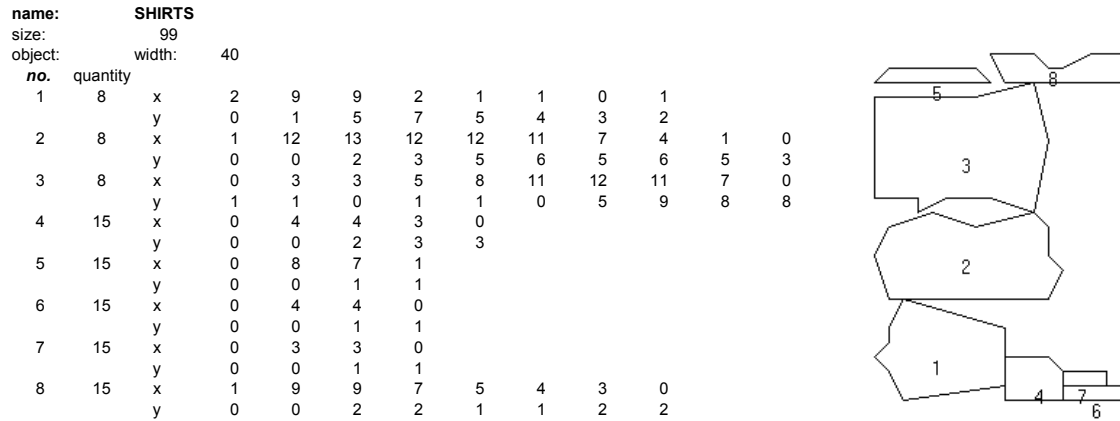 name: SHIRTS
size: 99
object: width: 40
no. quantity
1 8 x 2 9 9 2 1 1 0 1
y 0 1 5 7 5 4 3 2
2 8 x 1 12 13 12 12 11 7 4 1 0
y 0 0 2 3 5 6 5 6 5 3
3 8 x 0 3 3 5 8 11 12 11 7 0
y 1 1 0 1 1 0 5 9 8 8
4 15 x 0 4 4 3 0
y 0 0 2 3 3
5 15 x 0 8 7 1
y 0 0 1 1
6 15 x 0 4 4 0
y 0 0 1 1
7 15 x 0 3 3 0
y 0 0 1 1
8 15 x 1 9 9 7 5 4 3 0
y 0 0 2 2 1 1 2 2
8
5
3
2
1
4 7
6